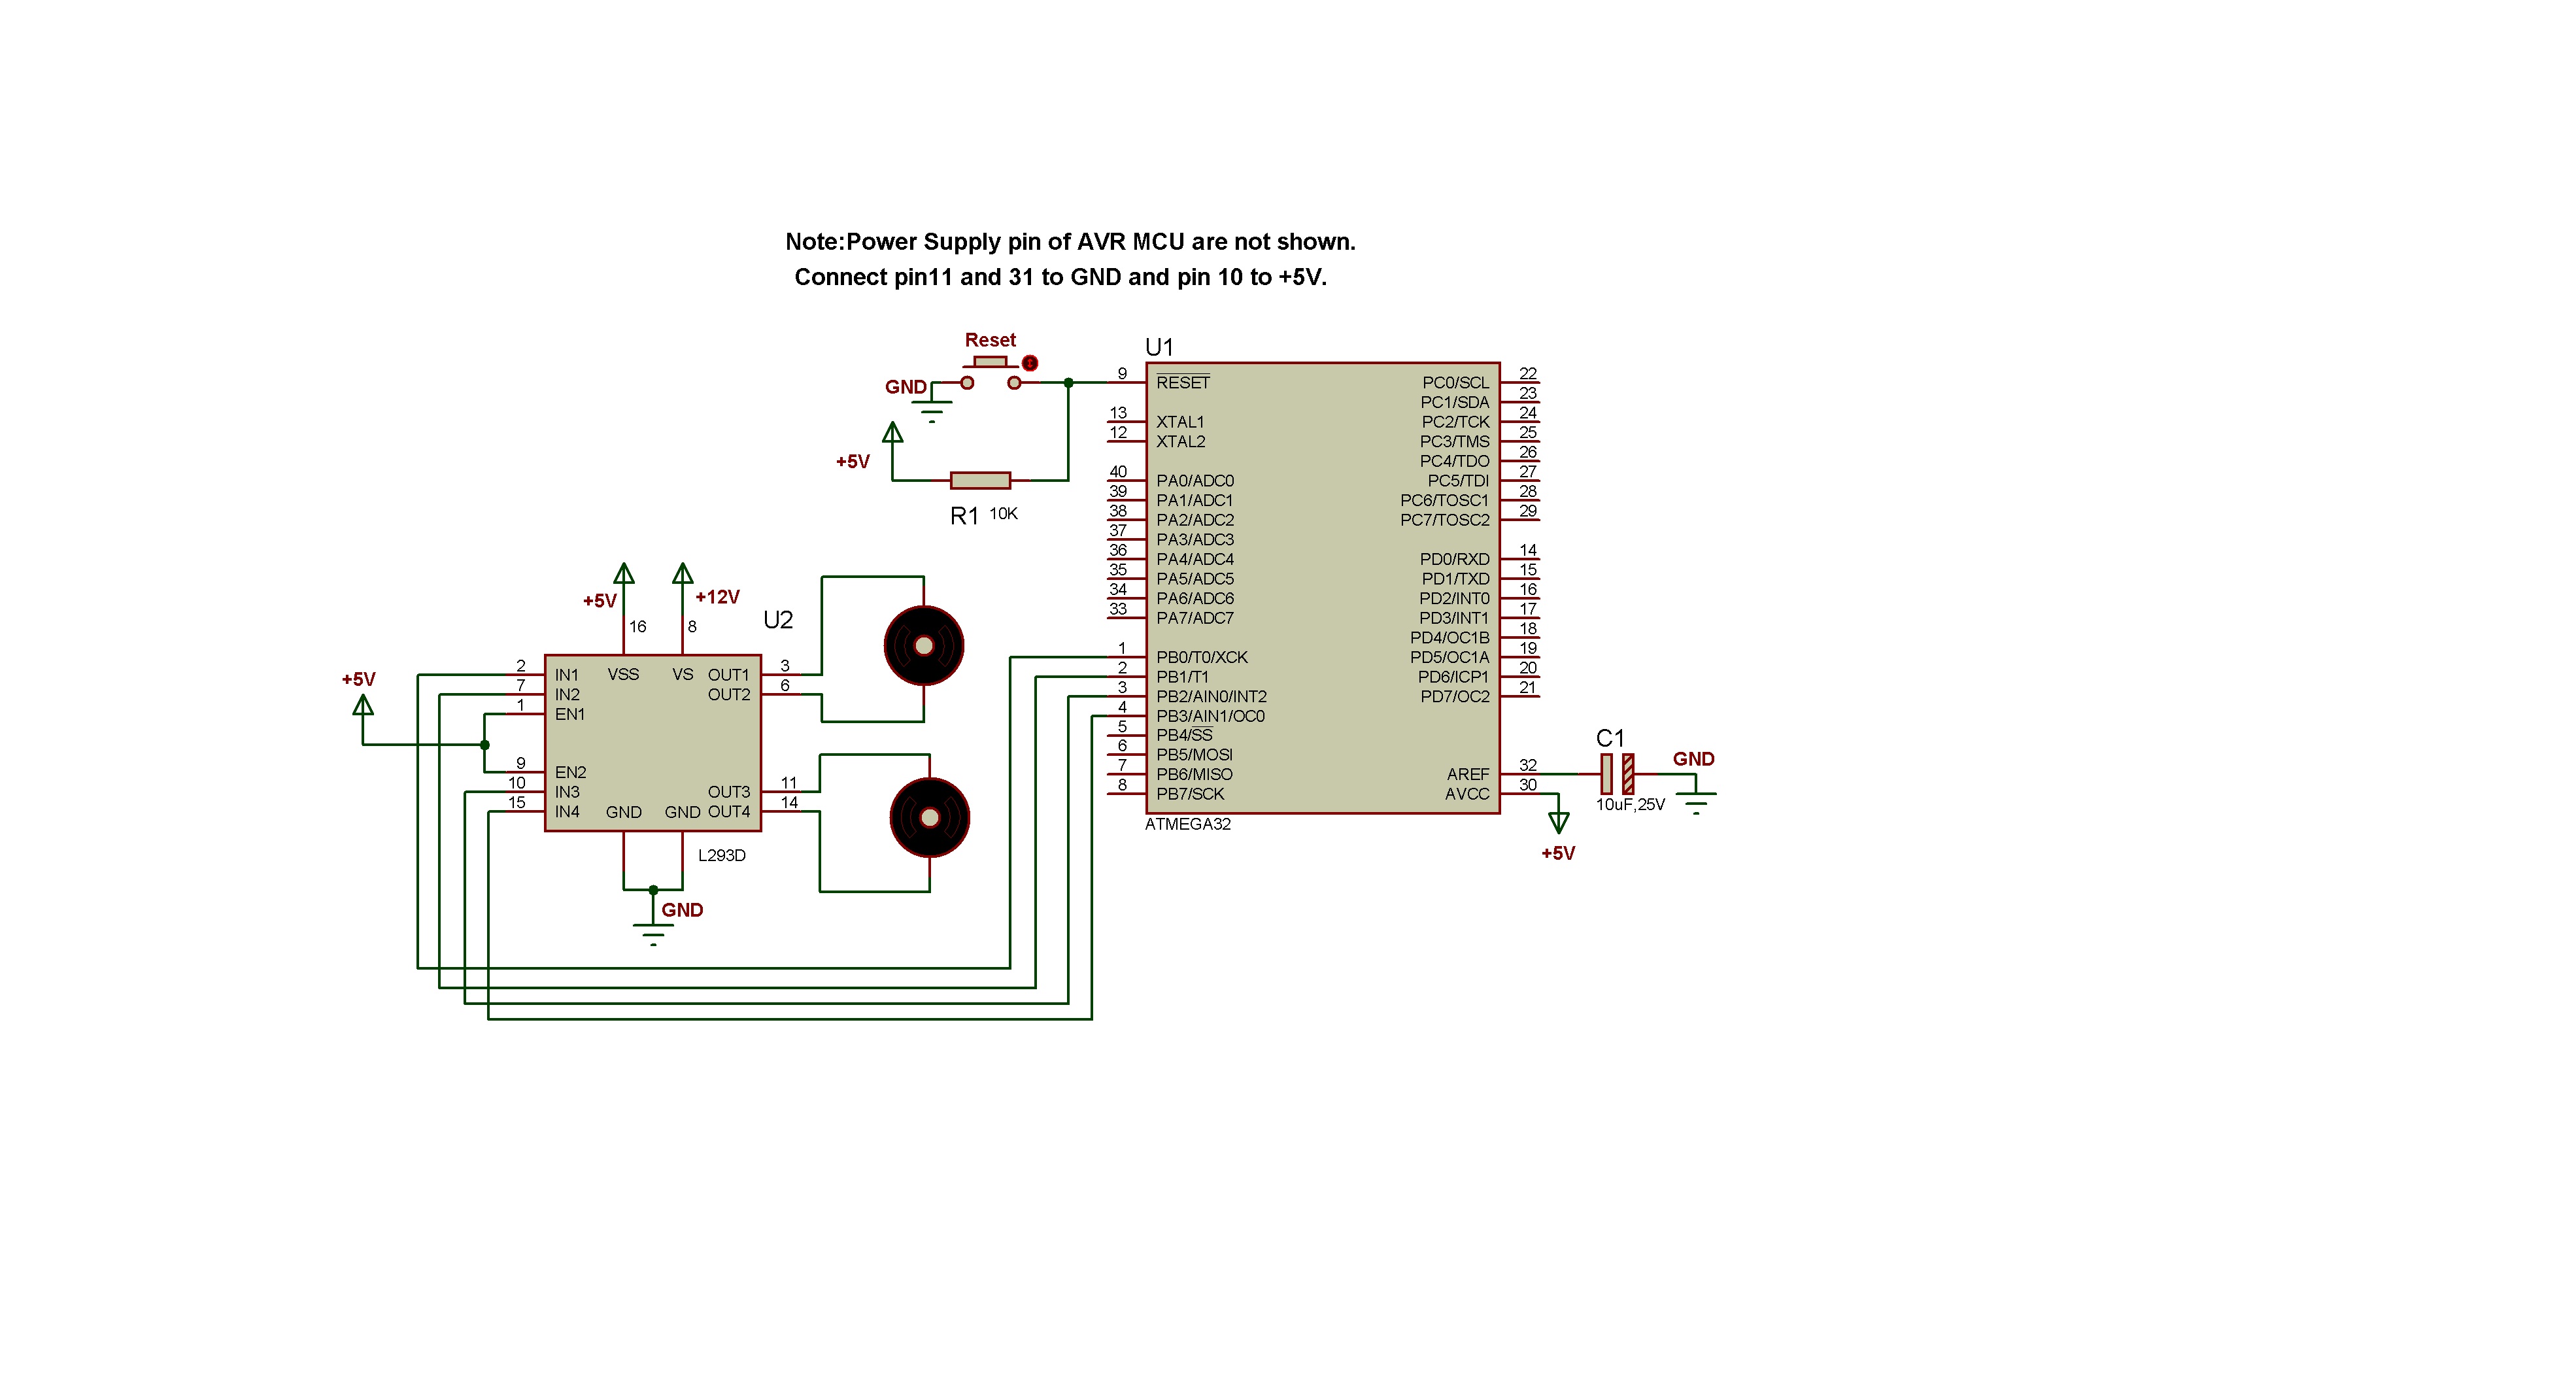 Note:Power Supply pin of AVR MCU are not shown.
Connect pin11 and 31 to GND and pin 10 to +5V.
Reset
GND
+5V
R1 10K
U1
9 RESET
13 XTAL1
12 XTAL2
40 PA0/ADC0
39 PA1/ADC1
38 PA2/ADC2
37 PA3/ADC3
36 PA4/ADC4
35 PA5/ADC5
34 PA6/ADC6
33 PA7/ADC7
1 PB0/T0/XCK
2 PB1/T1
3 PB2/AIN0/INT2
4 PB3/AIN1/OC0
5 PB4/SS
6 PB5/MOSI
7 PB6/MISO
8 PB7/SCK
PC0/SCL 22
PC1/SDA 23
PC2/TCK 24
PC3/TMS 25
PC4/TDO 26
PC5/TDI 27
PC6/TOSC1 28
PC7/TOSC2 29
PD0/RXD 14
PD1/TXD 15
PD2/INT0 16
PD3/INT1 17
PD4/OC1B 18
PD5/OC1A 19
PD6/ICP1 20
PD7/OC2 21
AREF 32
AVCC 30
ATMEGA32
C1
10uF,25V
GND
+5V
+5V
+12V
16
8
U2
+5V
2 IN1
7 IN2
1 EN1
9 EN2
10 IN3
15 IN4
VSS
VS
OUT1 3
OUT2 6
OUT3 11
OUT4 14
GND
GND
L293D
GND